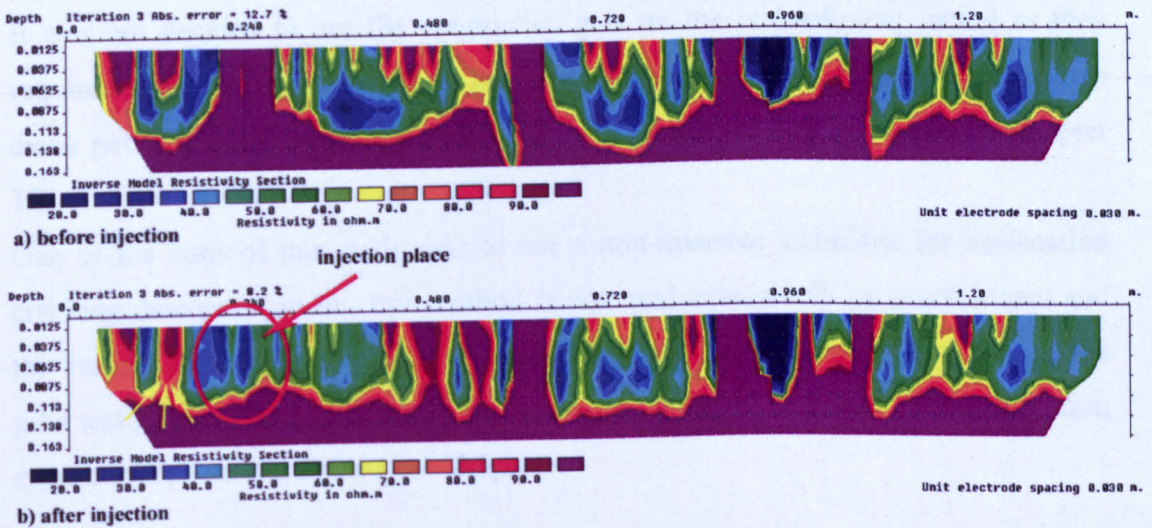 Depth Iteration 3 Abs. error = 12.7 % m.
0.0 0.240 0.480 0.720 0.960 1.20
0.0125
0.0375
0.0625
0.0875
0.113
0.138
0.163
Inverse Model Resistivity Section
20.0 30.0 40.0 50.0 60.0 70.0 80.0 90.0
Resistivity in ohm.m
Unit electrode spacing 0.030 m.
a) before injection
injection place
Depth Iteration 3 Abs. error = 8.2 % m.
0.0 0.240 0.480 0.720 0.960 1.20
0.0125
0.0375
0.0625
0.0875
0.113
0.138
0.163
Inverse Model Resistivity Section
20.0 30.0 40.0 50.0 60.0 70.0 80.0 90.0
Resistivity in ohm.m
Unit electrode spacing 0.030 m.
b) after injection